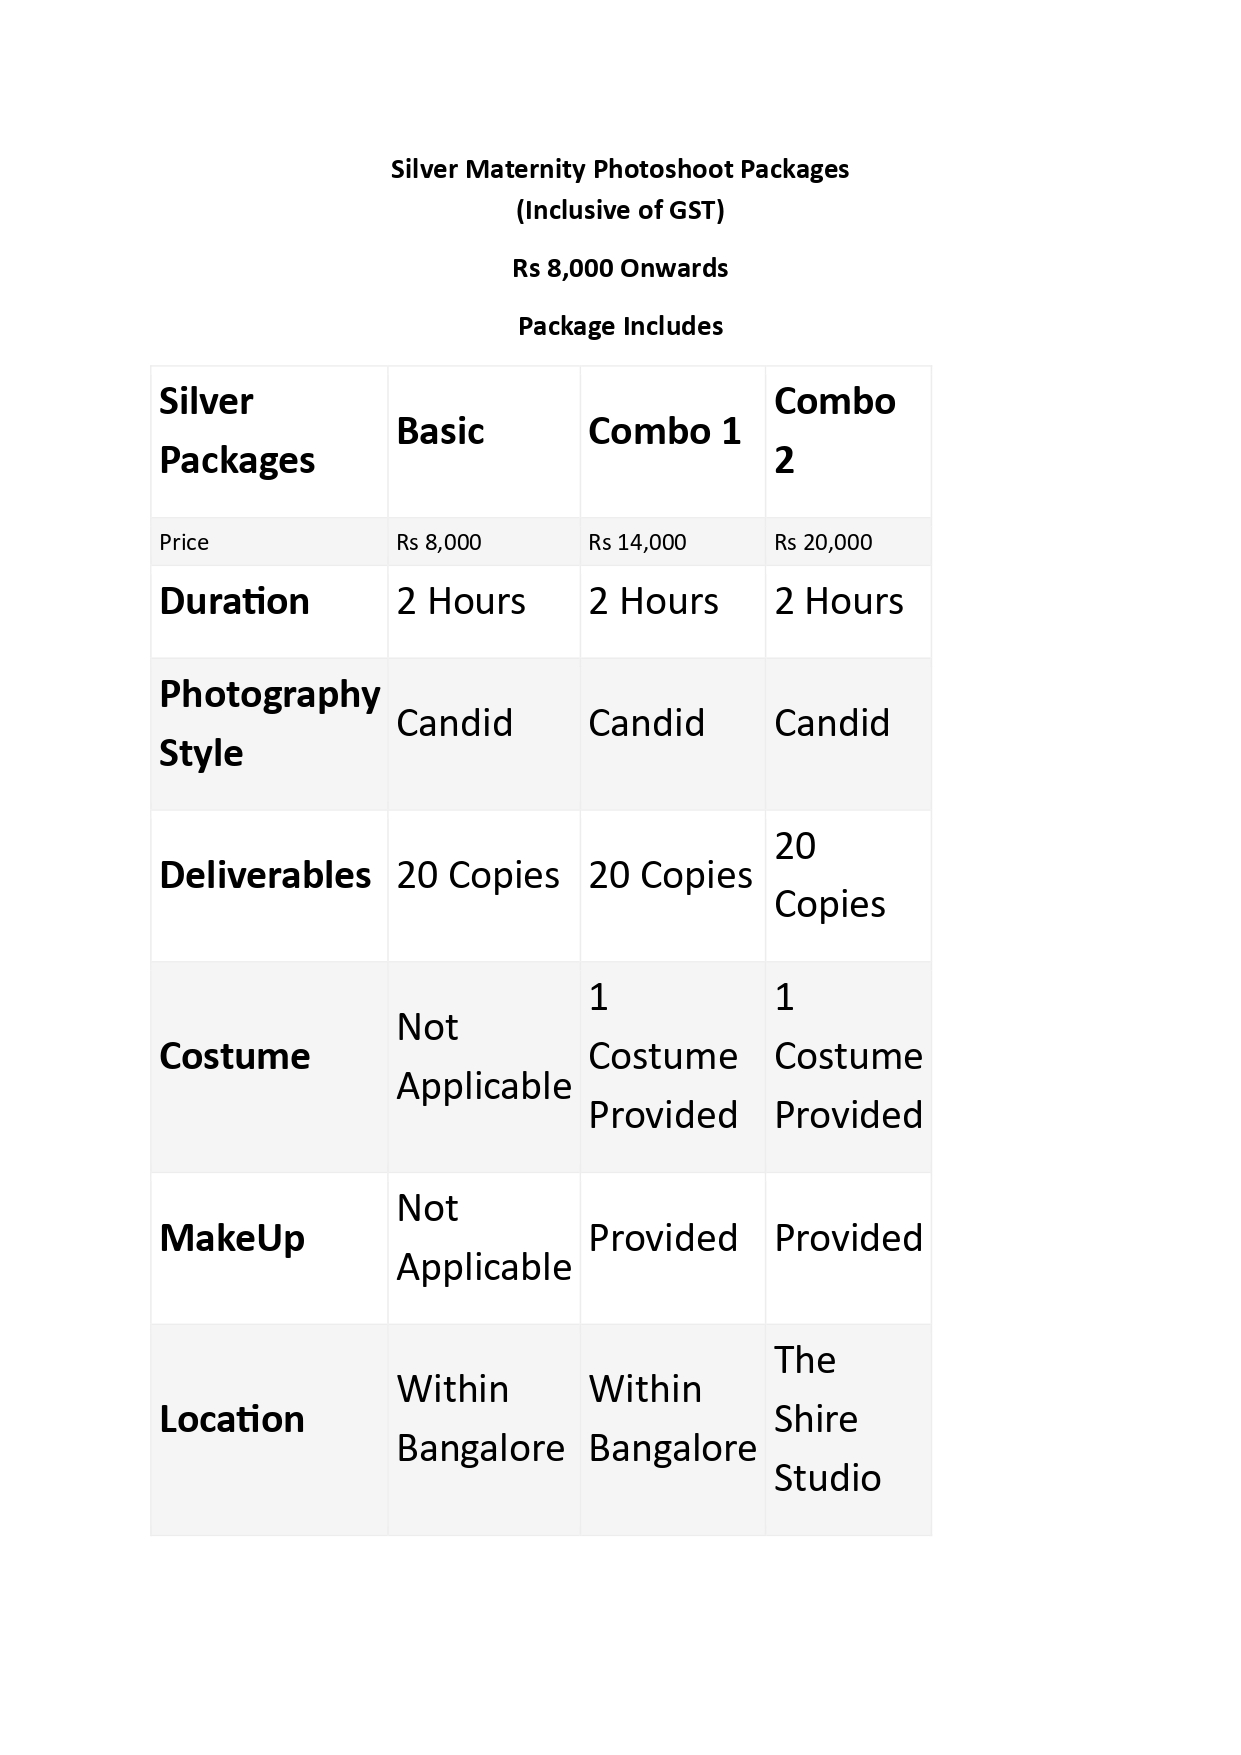 Silver Maternity Photoshoot Packages
(Inclusive of GST)
Rs 8,000 Onwards
Package Includes
Silver
Packages
Basic
Combo 1
Combo
2
Price
Rs 8,000
Rs 14,000
Rs 20,000
Duration
2 Hours
2 Hours
2 Hours
Photography
Style
Candid
Candid
Candid
Deliverables
20 Copies
20 Copies
20
Copies
Costume
Not
Applicable
1
Costume
Provided
1
Costume
Provided
MakeUp
Not
Applicable
Provided
Provided
Location
Within
Bangalore
Within
Bangalore
The
Shire
Studio